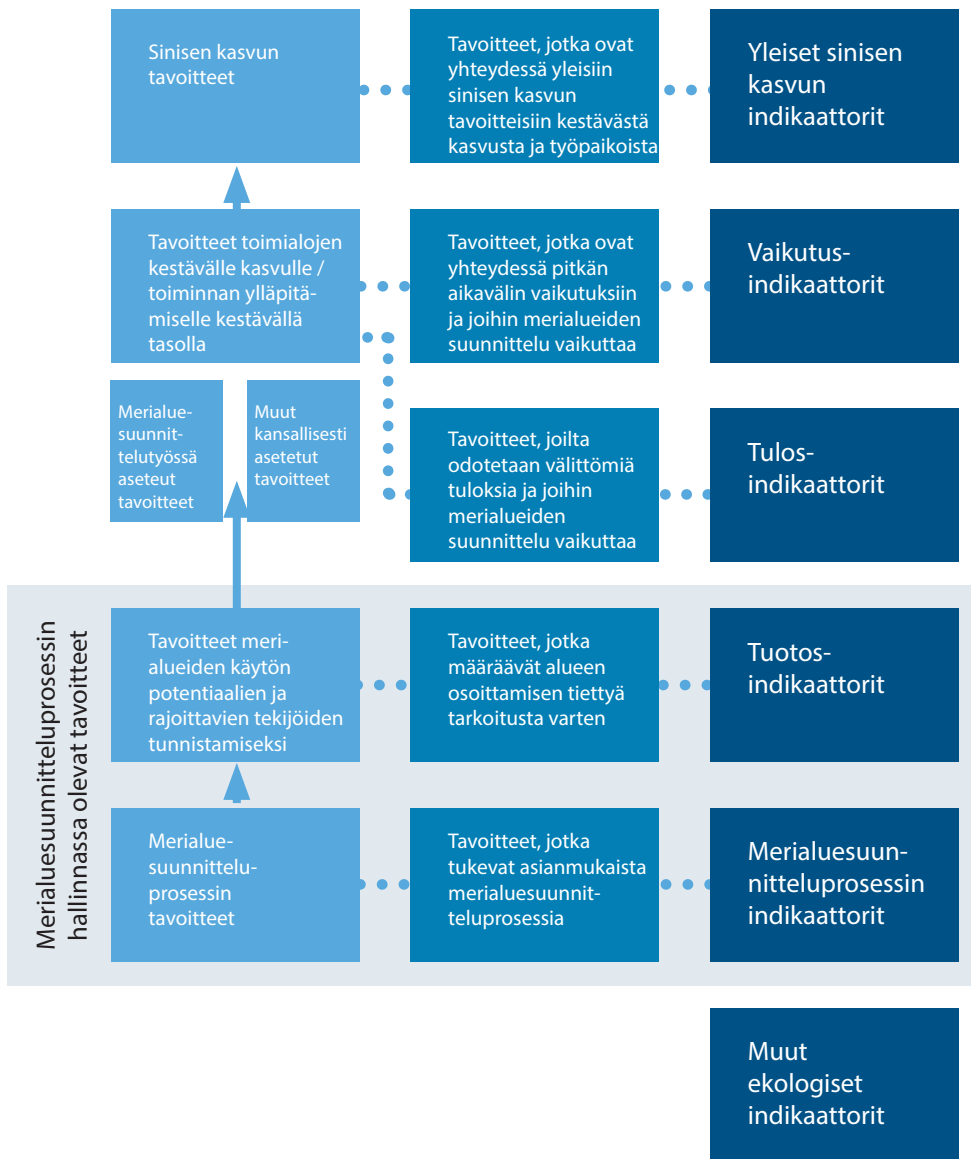 Sinisen kasvun
tavoitteet
Tavoitteet, jotka ovat
yhteydessä yleisiin
sinisen kasvun
tavoitteisiin kestävästä
kasvusta ja työpaikoista
Yleiset sinisen
kasvun
indikaattorit
Tavoitteet toimialojen
kestävälle kasvulle /
toiminnan ylläpitä-
miselle kestävällä
tasolla
Tavoitteet, jotka ovat
yhteydessä pitkän
aikavälin vaikutuksiin
ja joihin merialueiden
suunnittelu vaikuttaa
Vaikutus-
indikaattorit
Merialue-
suunnit-
telutyössä
aseteut
tavoitteet
Muut
kansallisesti
asetetut
tavoitteet
Tavoitteet, joilta
odotetaan välittömiä
tuloksia ja joihin
merialueiden
suunnittelu vaikuttaa
Tulos-
indikaattorit
Merialuesuunnitteluprosessin
hallinnassa olevat tavoitteet
Tavoitteet meri-
alueiden käytön
potentiaalien ja
rajoittavien tekijöiden
tunnistamiseksi
Tavoitteet, jotka
määräävät alueen
osoittamisen tiettyä
tarkoitusta varten
Tuotos-
indikaattorit
Merialue-
suunnittelu-
prosessin
tavoitteet
Tavoitteet, jotka
tukevat asianmukaista
merialuesuunnit-
teluprosessia
Merialuesuun-
nitteluprosessin
indikaattorit
Muut
ekologiset
indikaattorit